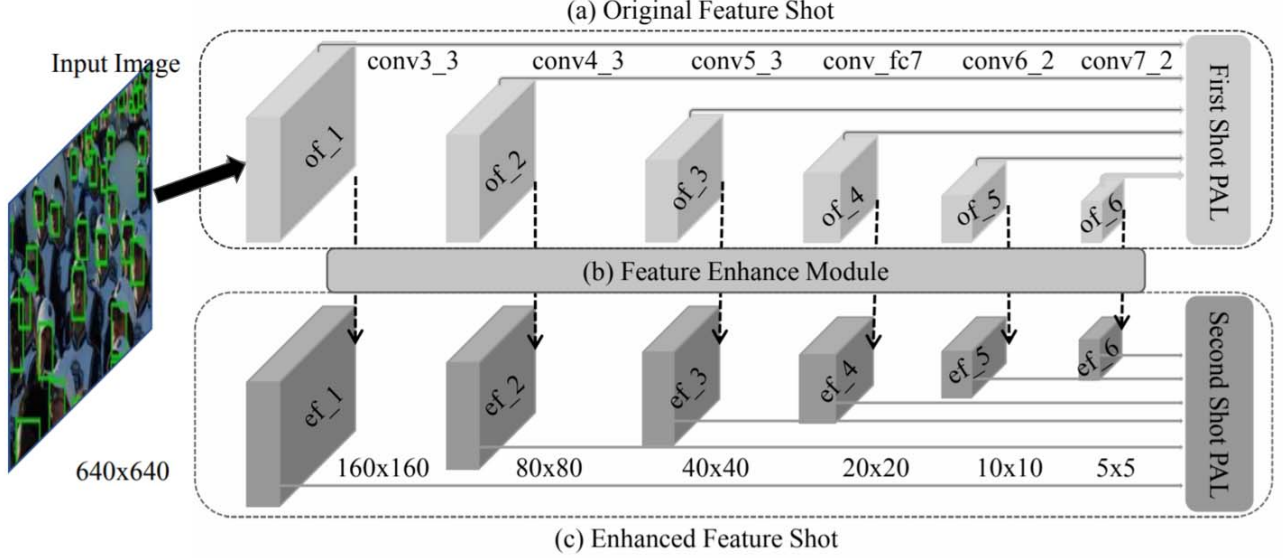 (a) Original Feature Shot
Input Image
conv3_3 conv4_3 conv5_3 conv_fc7 conv6_2 conv7_2
of_1 of_2 of_3 of_4 of_5 of_6
First Shot PAL
(b) Feature Enhance Module
ef_1 ef_2 ef_3 ef_4 ef_5 ef_6
Second Shot PAL
640x640 160x160 80x80 40x40 20x20 10x10 5x5
(c) Enhanced Feature Shot